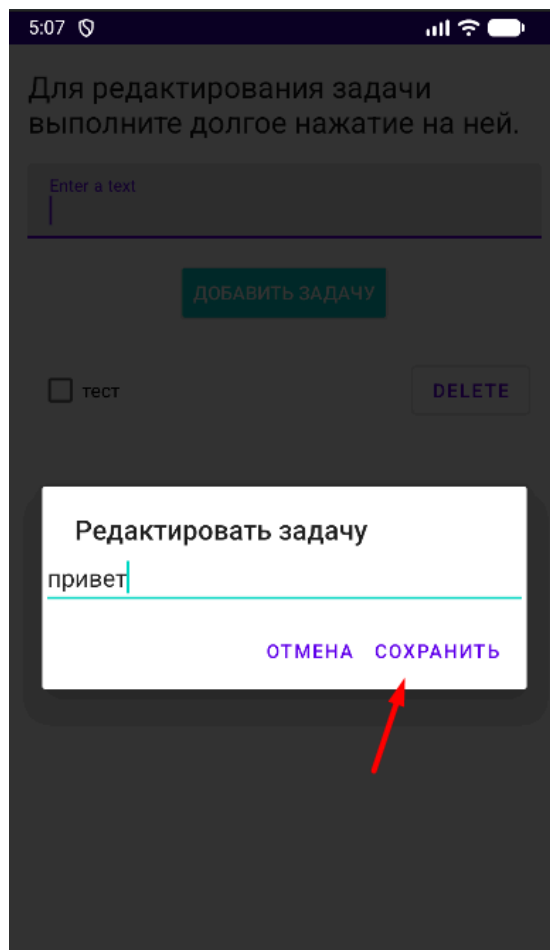 5:07
Для редактирования задачи
выполните долгое нажатие на ней.
Enter a text
ДОБАВИТЬ ЗАДАЧУ
тест DELETE
Редактировать задачу
привет
ОТМЕНА СОХРАНИТЬ